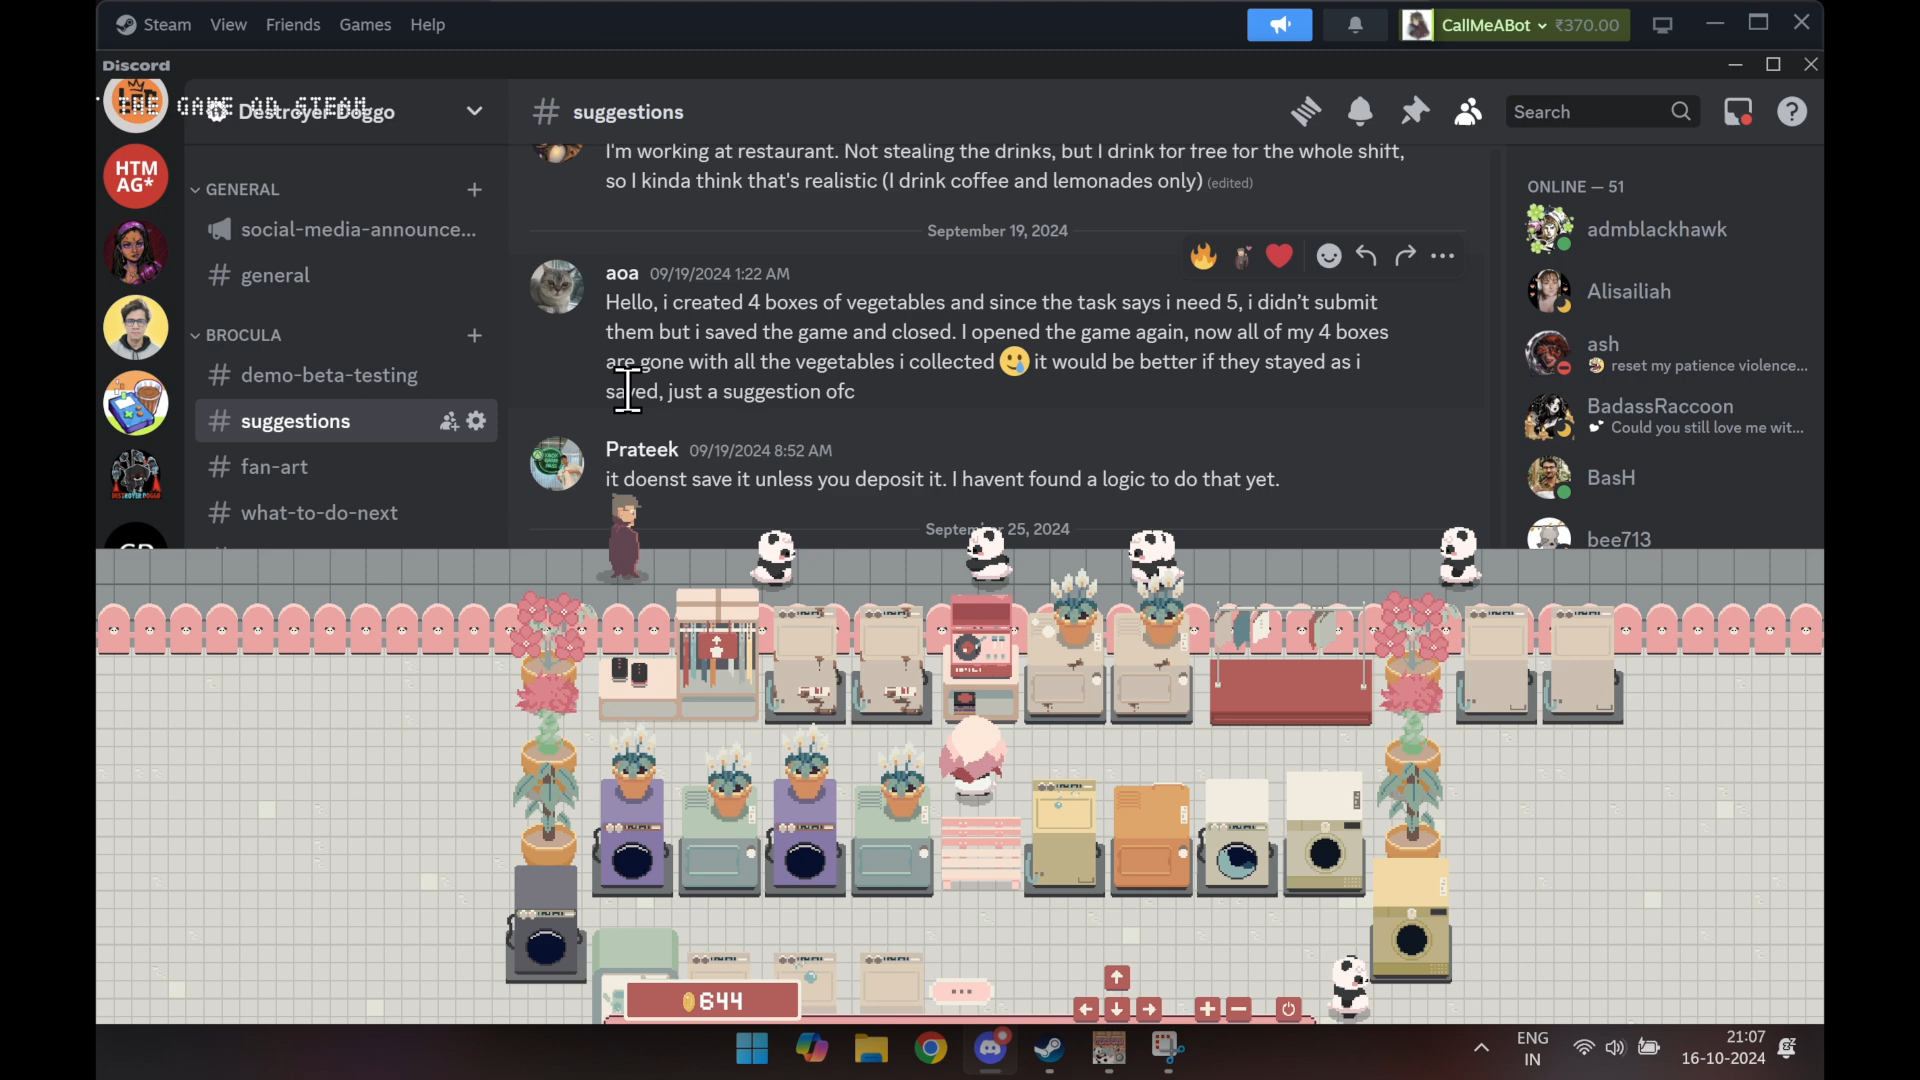 Steam View Friends Games Help CallMeABot ₹370.00
Discord
THE GAME ON STEAM
Destroyer Doggo
# suggestions
Search
HTM
AG*
GENERAL
social-media-announce...
general
BROCULA
demo-beta-testing
suggestions
fan-art
what-to-do-next
I'm working at restaurant. Not stealing the drinks, but I drink for free for the whole shift,
so I kinda think that's realistic (I drink coffee and lemonades only) (edited)
September 19, 2024
aoa 09/19/2024 1:22 AM
Hello, i created 4 boxes of vegetables and since the task says i need 5, i didn't submit
them but i saved the game and closed. I opened the game again, now all of my 4 boxes
are gone with all the vegetables i collected 🥲 it would be better if they stayed as i
saved, just a suggestion ofc
Prateek 09/19/2024 8:52 AM
it doenst save it unless you deposit it. I havent found a logic to do that yet.
September 25, 2024
ONLINE — 51
admblackhawk
Alisailiah
ash
reset my patience violence...
BadassRaccoon
Could you still love me wit...
BasH
bee713
644
...
ENG
IN
21:07
16-10-2024